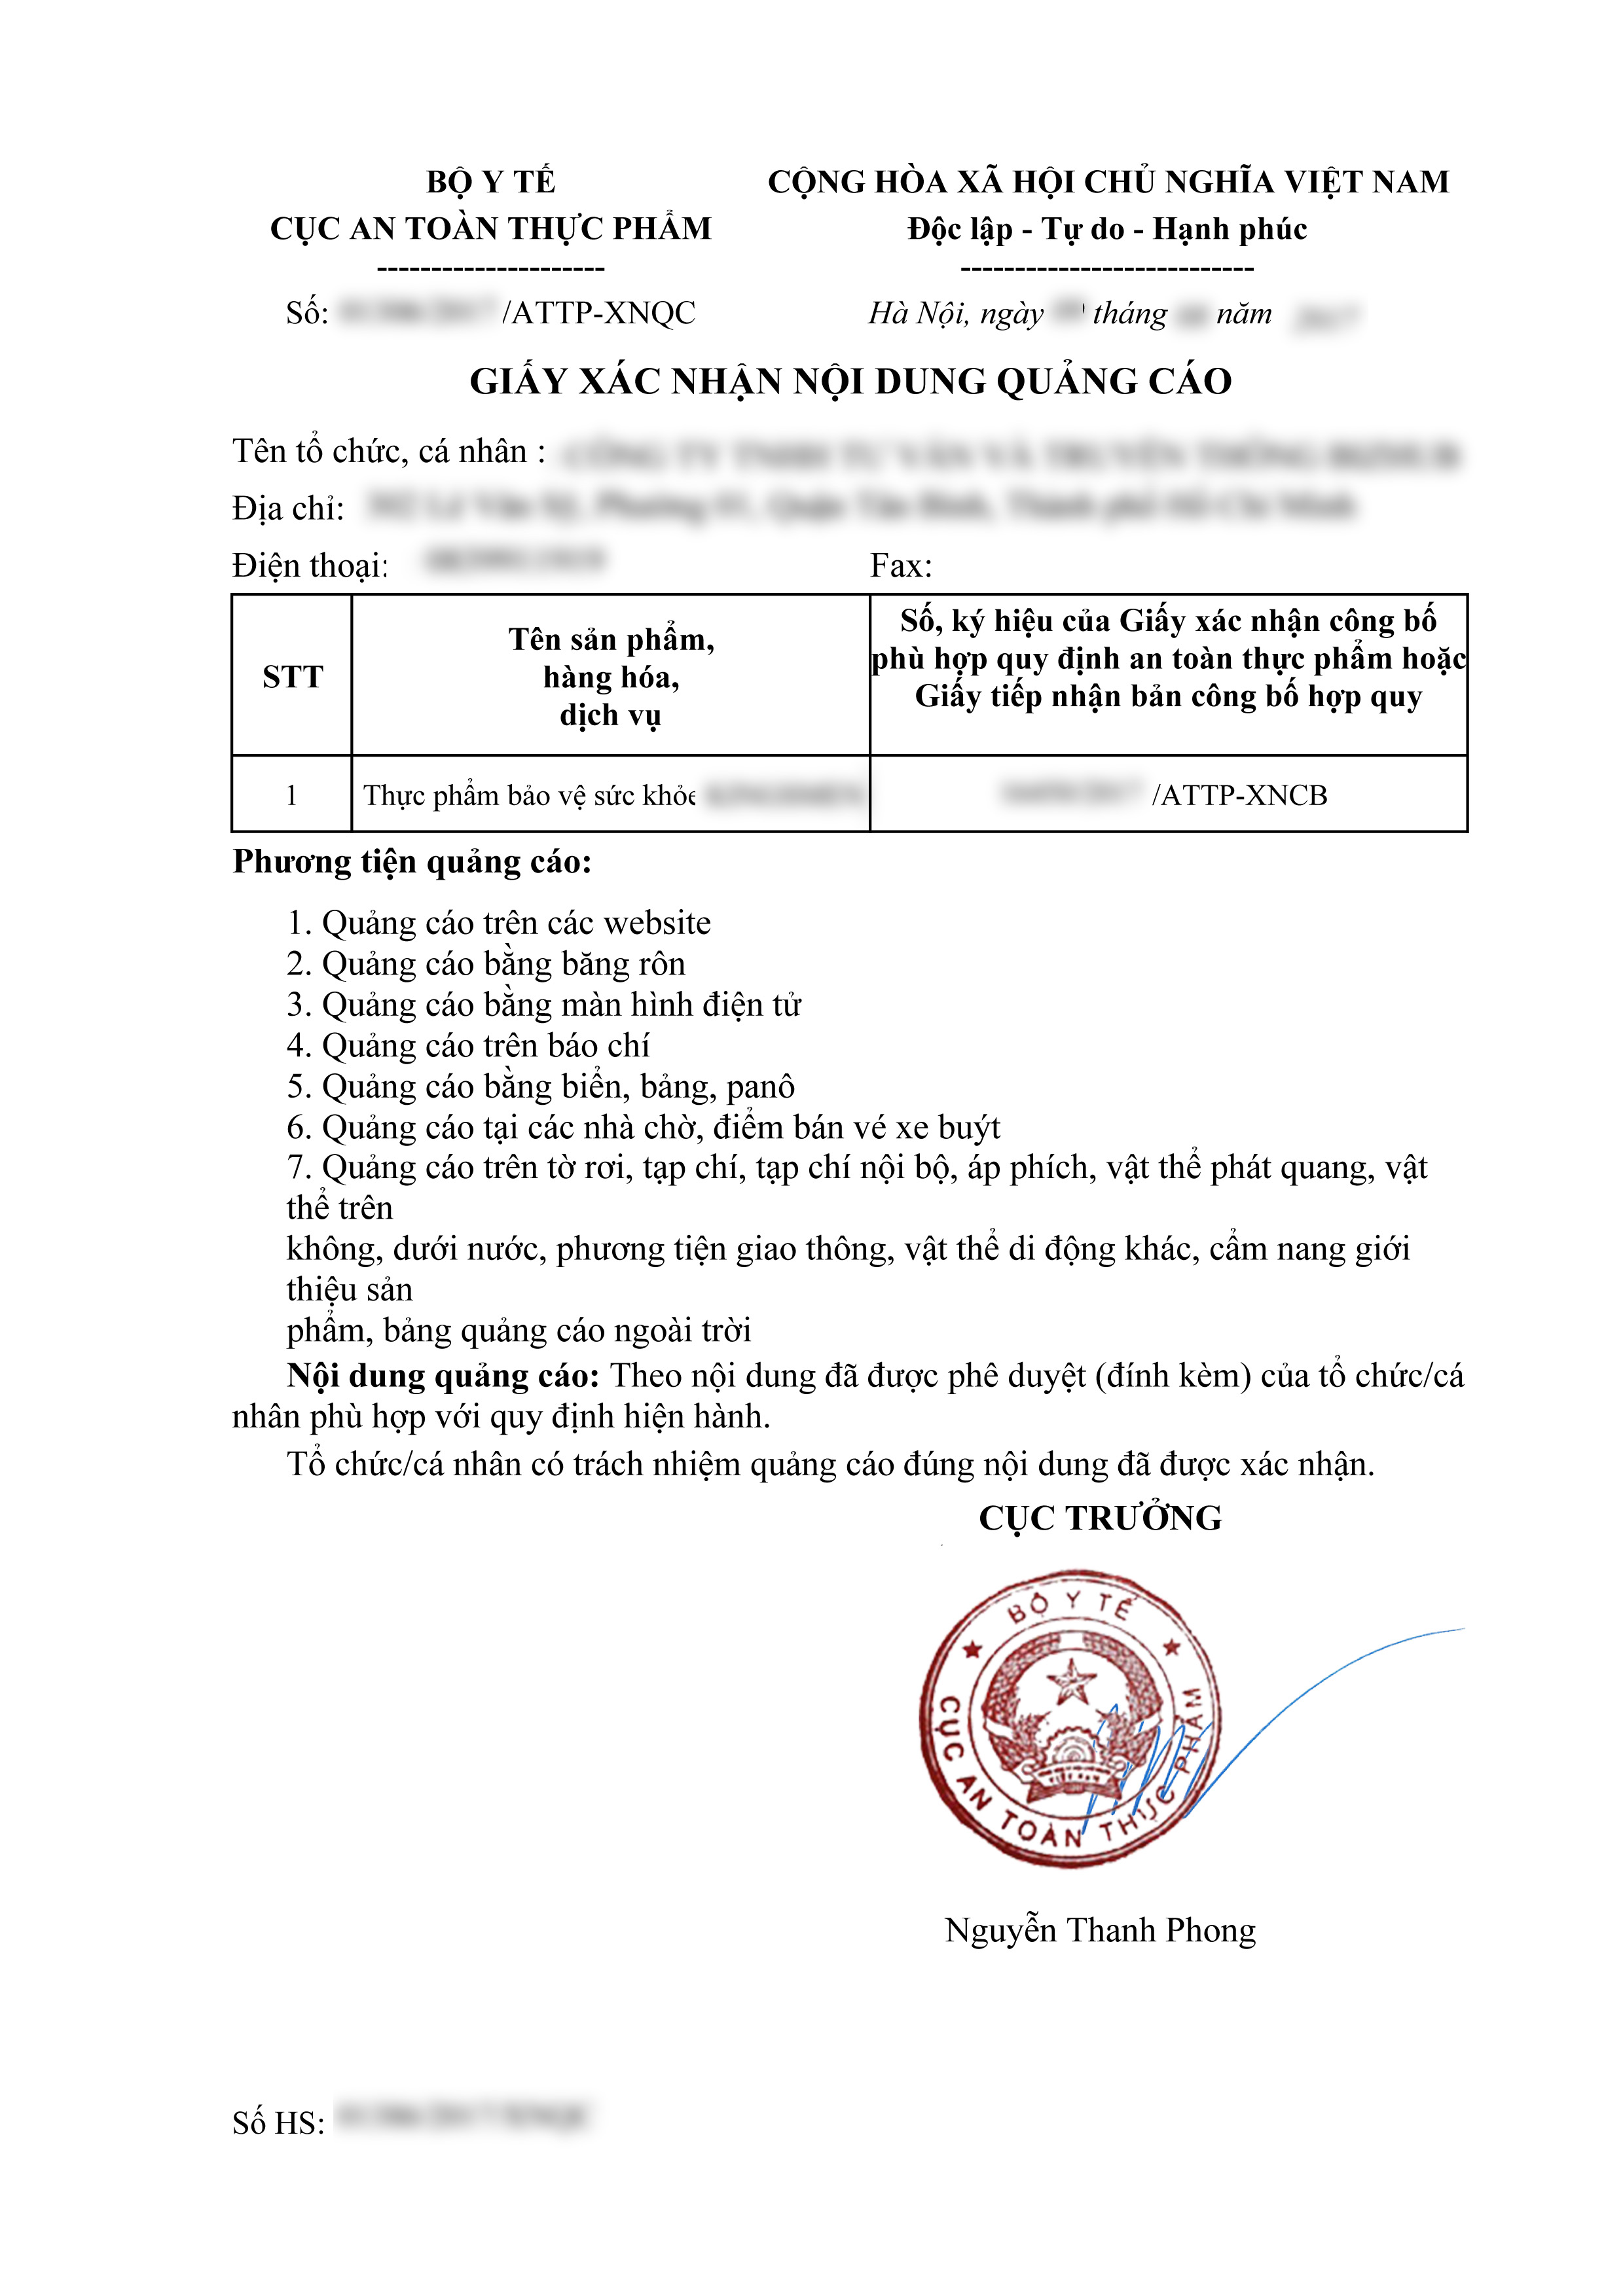 BỘ Y TẾ
CỤC AN TOÀN THỰC PHẨM
---------------------
Số: /ATTP-XNQC
CỘNG HÒA XÃ HỘI CHỦ NGHĨA VIỆT NAM
Độc lập - Tự do - Hạnh phúc
---------------------------
Hà Nội, ngày tháng năm
GIẤY XÁC NHẬN NỘI DUNG QUẢNG CÁO
Tên tổ chức, cá nhân :
Địa chỉ:
Điện thoại: Fax:
STT
Tên sản phẩm,
hàng hóa,
dịch vụ
Số, ký hiệu của Giấy xác nhận công bố
phù hợp quy định an toàn thực phẩm hoặc
Giấy tiếp nhận bản công bố hợp quy
1 Thực phẩm bảo vệ sức khỏe /ATTP-XNCB
Phương tiện quảng cáo:
1. Quảng cáo trên các website
2. Quảng cáo bằng băng rôn
3. Quảng cáo bằng màn hình điện tử
4. Quảng cáo trên báo chí
5. Quảng cáo bằng biển, bảng, panô
6. Quảng cáo tại các nhà chờ, điểm bán vé xe buýt
7. Quảng cáo trên tờ rơi, tạp chí, tạp chí nội bộ, áp phích, vật thể phát quang, vật
thể trên
không, dưới nước, phương tiện giao thông, vật thể di động khác, cẩm nang giới
thiệu sản
phẩm, bảng quảng cáo ngoài trời
Nội dung quảng cáo: Theo nội dung đã được phê duyệt (đính kèm) của tổ chức/cá
nhân phù hợp với quy định hiện hành.
Tổ chức/cá nhân có trách nhiệm quảng cáo đúng nội dung đã được xác nhận.
CỤC TRƯỞNG
BỘ Y TẾ
CỤC AN TOÀN THỰC PHẨM
Nguyễn Thanh Phong
Số HS: